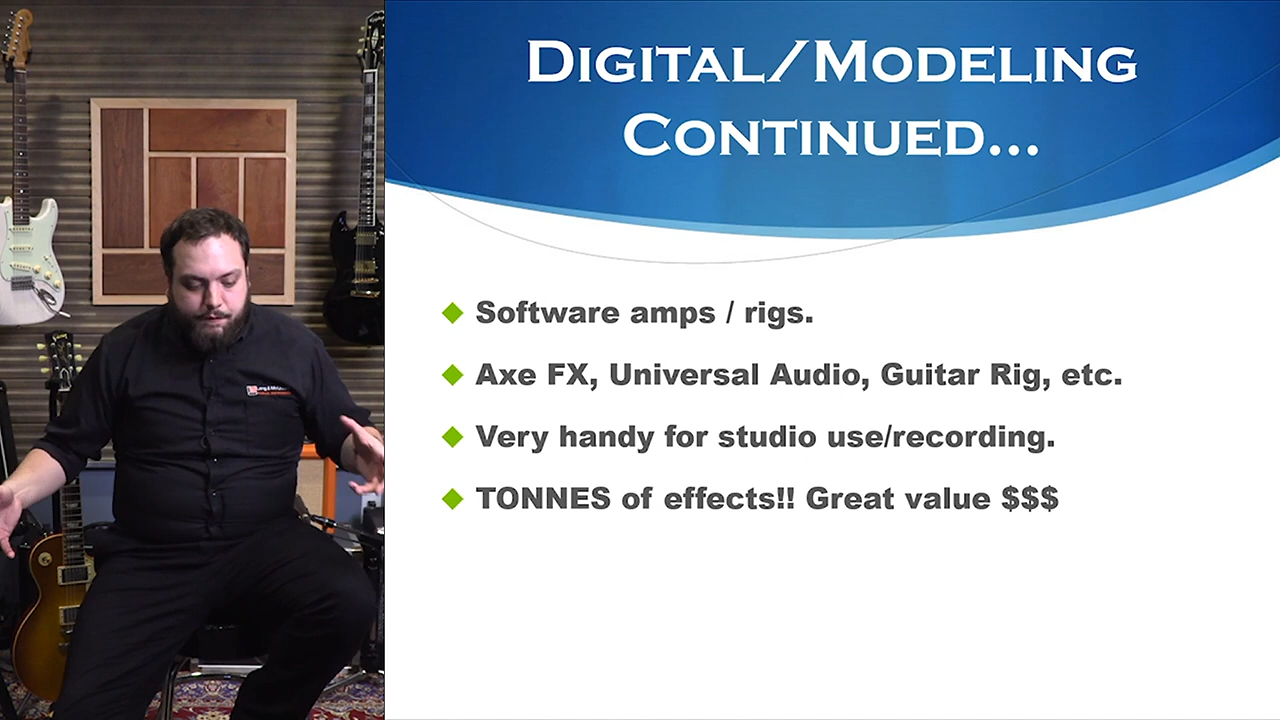 DIGITAL/MODELING
CONTINUED...
Software amps / rigs.
Axe FX, Universal Audio, Guitar Rig, etc.
Very handy for studio use/recording.
TONNES of effects!! Great value $$$